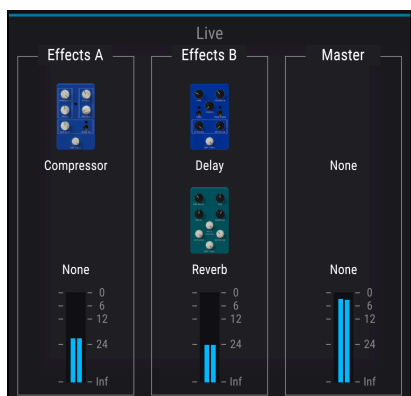 Live
Effects A
Effects B
Master
Compressor
Delay
None
None
Reverb
None
0
6
12
24
Inf
0
6
12
24
Inf
0
6
12
24
Inf